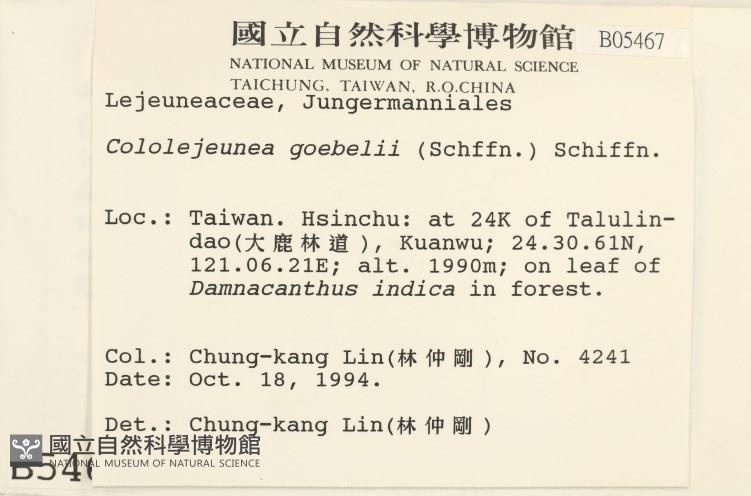 國立自然科學博物館 B05467
NATIONAL MUSEUM OF NATURAL SCIENCE
TAICHUNG, TAIWAN, R.O.CHINA
Lejeuneaceae, Jungermanniales
Cololejeunea goebelii (Schffn.) Schiffn.
Loc.: Taiwan. Hsinchu: at 24K of Talulin-
dao(大鹿林道), Kuanwu; 24.30.61N,
121.06.21E; alt. 1990m; on leaf of
Damnacanthus indica in forest.
Col.: Chung-kang Lin(林仲剛), No. 4241
Date: Oct. 18, 1994.
Det.: Chung-kang Lin(林仲剛)
國立自然科學博物館
NATIONAL MUSEUM OF NATURAL SCIENCE